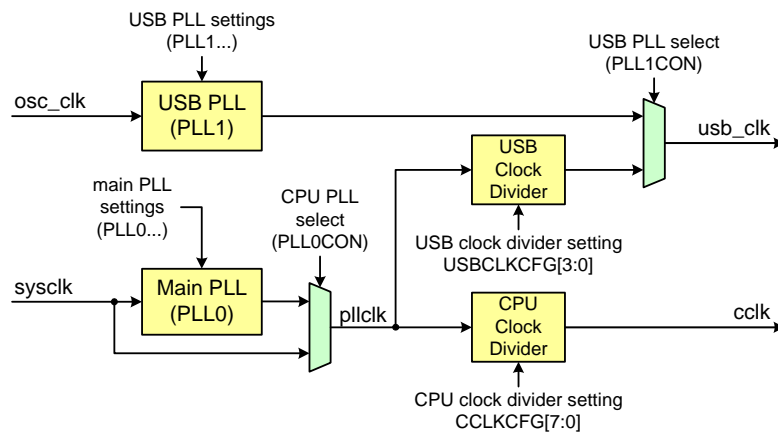 USB PLL settings
(PLL1...)
USB PLL select
(PLL1CON)
osc_clk
USB PLL
(PLL1)
usb_clk
USB
Clock
Divider
main PLL
settings
(PLL0...)
CPU PLL
select
(PLL0CON)
USB clock divider setting
USBCLKCFG[3:0]
sysclk
Main PLL
(PLL0)
pllclk
CPU
Clock
Divider
cclk
CPU clock divider setting
CCLKCFG[7:0]